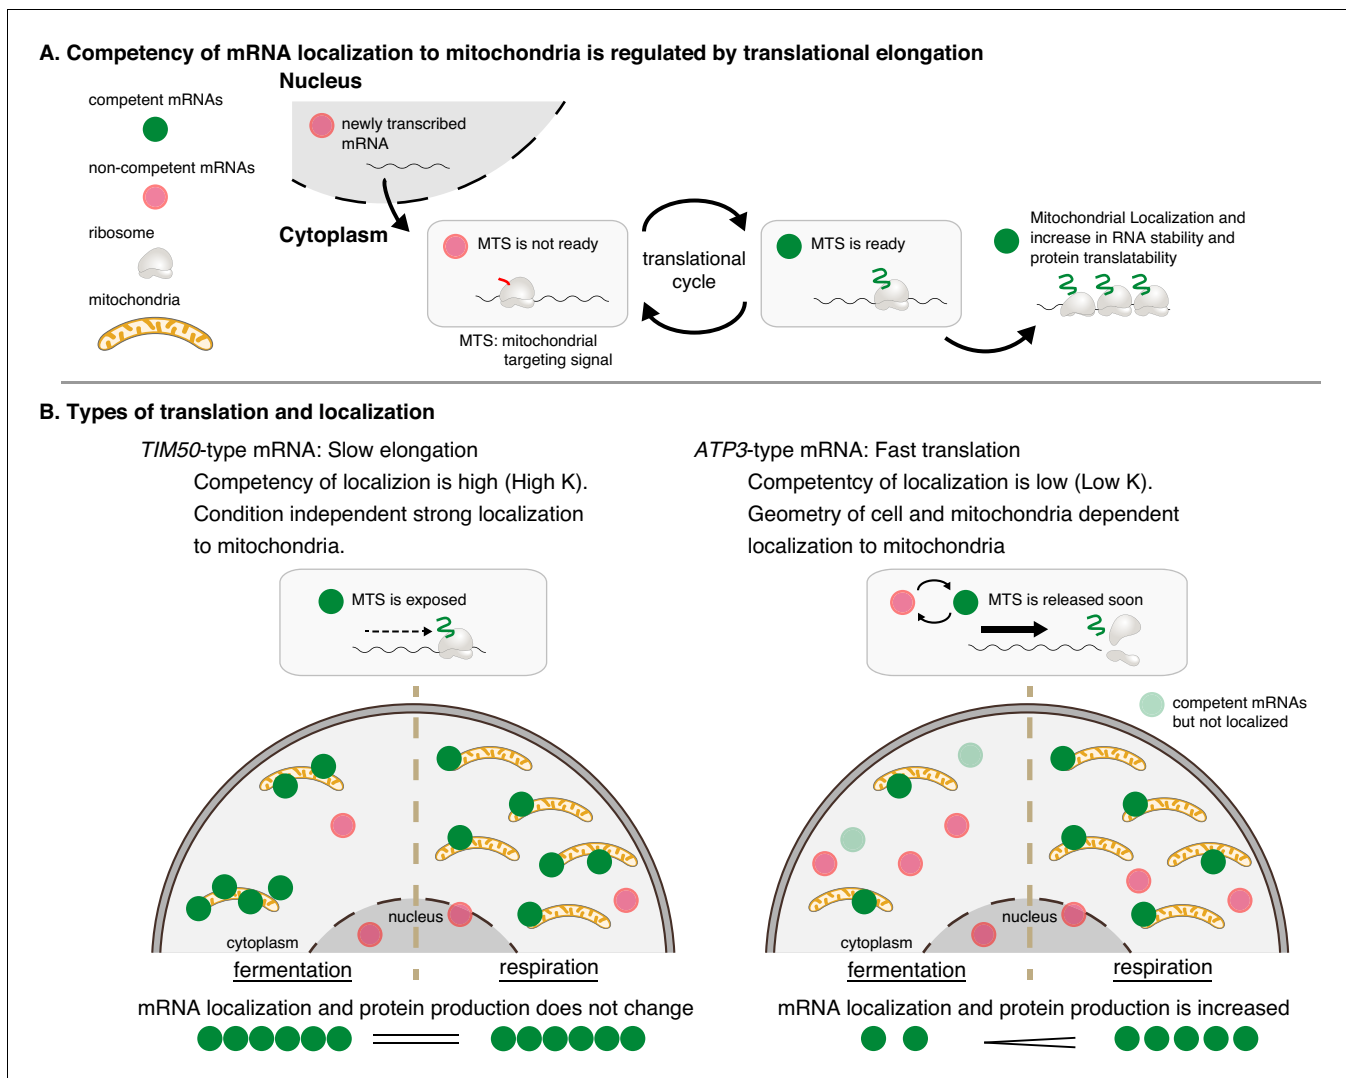 A. Competency of mRNA localization to mitochondria is regulated by translational elongation
Nucleus
competent mRNAs
non-competent mRNAs
ribosome
mitochondria
newly transcribed
mRNA
Cytoplasm
MTS is not ready
MTS: mitochondrial
targeting signal
translational
cycle
MTS is ready
Mitochondrial Localization and
increase in RNA stability and
protein translatability
B. Types of translation and localization
TIM50-type mRNA: Slow elongation
Competency of localizion is high (High K).
Condition independent strong localization
to mitochondria.
MTS is exposed
nucleus
cytoplasm
fermentation
respiration
mRNA localization and protein production does not change
ATP3-type mRNA: Fast translation
Competentcy of localization is low (Low K).
Geometry of cell and mitochondria dependent
localization to mitochondria
MTS is released soon
competent mRNAs
but not localized
nucleus
cytoplasm
fermentation
respiration
mRNA localization and protein production is increased